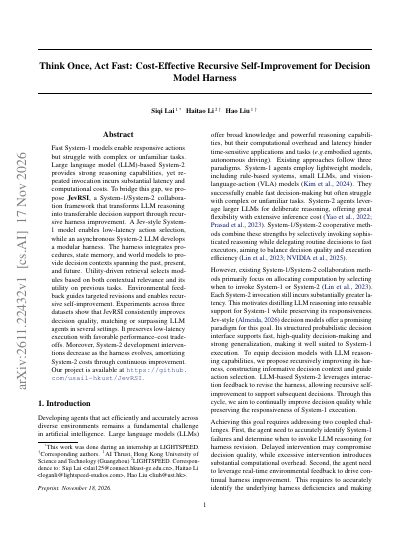 Think Once, Act Fast: Cost-Effective Recursive Self-Improvement for Decision
Model Harness
Siqi Lai 1 * Haitao Li 2 † Hao Liu 1 †
Abstract
Fast System-1 models enable responsive actions
but struggle with complex or unfamiliar tasks.
Large language model (LLM)-based System-2
provides strong reasoning capabilities, yet re-
peated invocation incurs substantial latency and
computational costs. To bridge this gap, we pro-
pose JevRSI, a System-1/System-2 collabora-
tion framework that transforms LLM reasoning
into transferable decision support through recur-
sive harness improvement. A Jev-style System-1
model enables low-latency action selection,
while an asynchronous System-2 LLM develops
a modular harness. The harness integrates proce-
dures, state memory, and world models to pro-
vide decision contexts spanning the past, present,
and future. Utility-driven retrieval selects mod-
ules based on contextual relevance and its
utility on previous tasks. Environmental feed-
back guides targeted revisions and enables recur-
sive self-improvement. Experiments across three
datasets show that JevRSI consistently improves
decision quality, matching or surpassing LLM
agents in several settings. It preserves low-latency
execution with favorable performance-cost trade-
offs. Moreover, System-2 development interven-
tions decrease as the harness evolves, amortizing
System-2 costs through continuous improvement.
Our project is available at https://github.
com/usail-hkust/JevRSI.
1. Introduction
Developing agents that act efficiently and accurately across
diverse environments remains a fundamental challenge
in artificial intelligence. Large language models (LLMs)
*This work was done during an internship at LIGHTSPEED.
†Corresponding authors. 1AI Thrust, Hong Kong University of
Science and Technology (Guangzhou) 2LIGHTSPEED. Correspon-
dence to: Siqi Lai <slai125@connect.hkust-gz.edu.cn>, Haitao Li
<loganli@lightspeed-studios.com>, Hao Liu <liuh@ust.hk>.
Preprint. November 18, 2026.
offer broad knowledge and powerful reasoning capabili-
ties, but their computational overhead and latency hinder
time-sensitive applications and tasks (e.g. embodied agents,
autonomous driving). Existing approaches follow three
paradigms. System-1 agents employ lightweight models,
including rule-based systems, small LLMs, and vision-
language-action (VLA) models (Kim et al., 2024). They
successfully enable fast decision-making but often struggle
with complex or unfamiliar tasks. System-2 agents lever-
age larger LLMs for deliberate reasoning, offering great
flexibility with extensive inference cost (Yao et al., 2022;
Prasad et al., 2023). System-1/System-2 cooperative meth-
ods combine these strengths by selectively invoking sophis-
ticated reasoning while delegating routine decisions to fast
executors, aiming to balance decision quality and execution
efficiency (Lin et al., 2023; NVIDIA et al., 2025).
However, existing System-1/System-2 collaboration meth-
ods primarily focus on allocating computation by selecting
when to invoke System-1 or System-2 (Lin et al., 2023).
Each System-2 invocation still incurs substantially greater la-
tency. This motivates distilling LLM reasoning into reusable
support for System-1 while preserving its responsiveness.
Jev-style (Almeida, 2026) decision models offer a promising
paradigm for this goal. Its structured probabilistic decision
interface supports fast, high-quality decision-making and
strong generalization, making it well suited to System-1
execution. To equip decision models with LLM reason-
ing capabilities, we propose recursively improving its har-
ness, constructing informative decision context and guide
action selection. LLM-based System-2 leverages interac-
tion feedback to revise the harness, allowing recursive self-
improvement to support subsequent decisions. Through this
cycle, we aim to continually improve decision quality while
preserving the responsiveness of System-1 execution.
Achieving this goal requires addressing two coupled chal-
lenges. First, the agent need to accurately identify System-1
failures and determine when to invoke LLM reasoning for
harness revision. Delayed intervention may compromise
decision quality, while excessive intervention introduces
substantial computational overhead. Second, the agent need
to leverage real-time environmental feedback to drive con-
tinual harness improvement. This requires to accurately
identify the underlying harness deficiencies and making
arXiv:2611.22432v1 [cs.AI] 17 Nov 2026
1